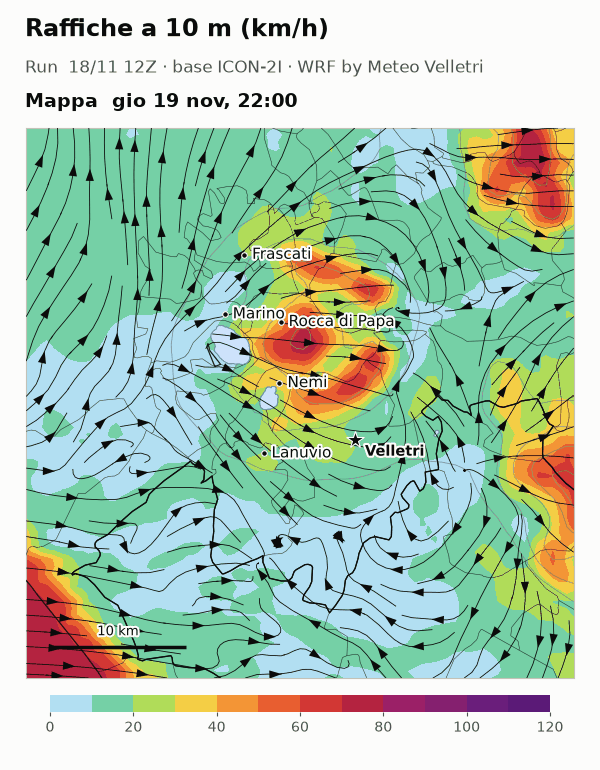 Raffiche a 10 m (km/h)
Run  18/11 12Z · base ICON-2I · WRF by Meteo Velletri
Mappa  gio 19 nov, 22:00
Frascati
Marino
Rocca di Papa
Nemi
Velletri
Lanuvio
10 km
0 20 40 60 80 100 120